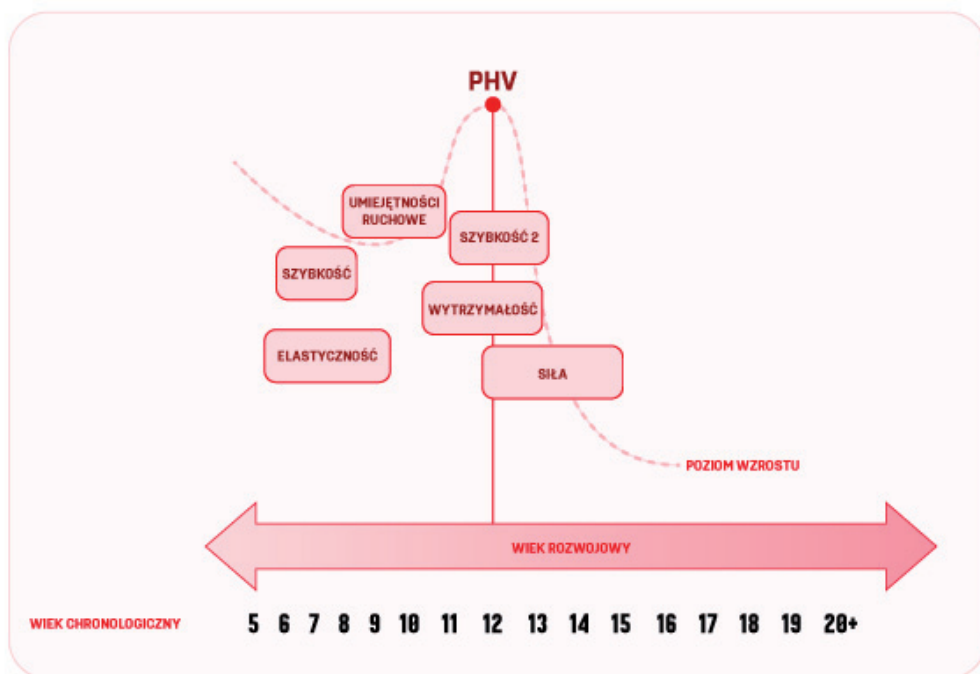 PHV
UMIEJĘTNOŚCI
RUCHOWE
SZYBKOŚĆ 2
SZYBKOŚĆ
WYTRZYMAŁOŚĆ
ELASTYCZNOŚĆ
SIŁA
POZIOM WZROSTU
WIEK ROZWOJOWY
WIEK CHRONOLOGICZNY 5 6 7 8 9 10 11 12 13 14 15 16 17 18 19 20+